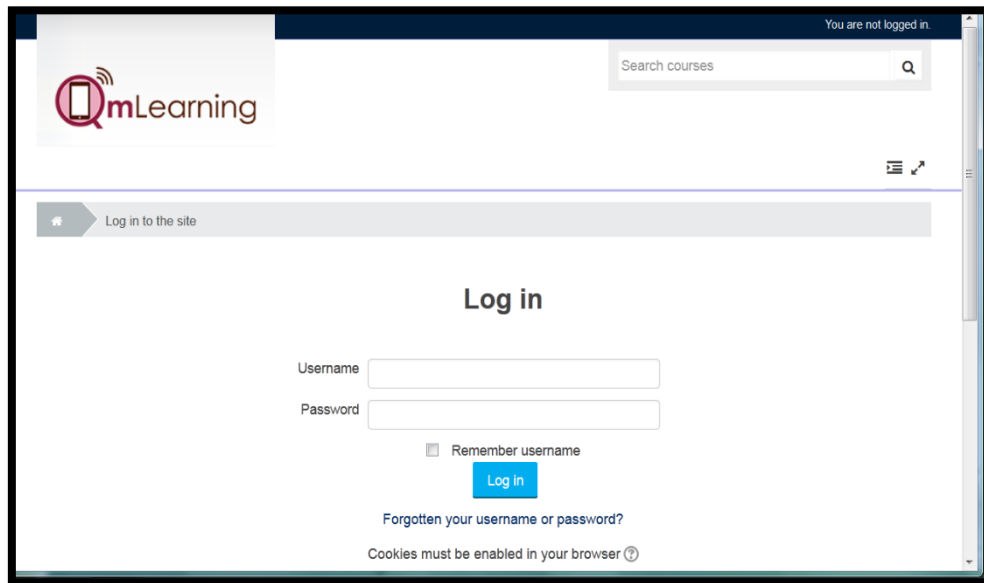 You are not logged in.
Search courses
QmLearning
Log in to the site
Log in
Username
Password
Remember username
Log in
Forgotten your username or password?
Cookies must be enabled in your browser ?